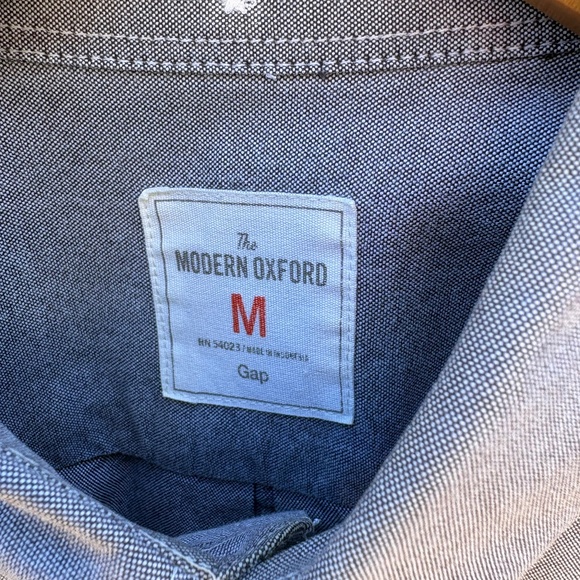 The
MODERN OXFORD
M
RN 54023 / MADE IN INDONESIA
Gap